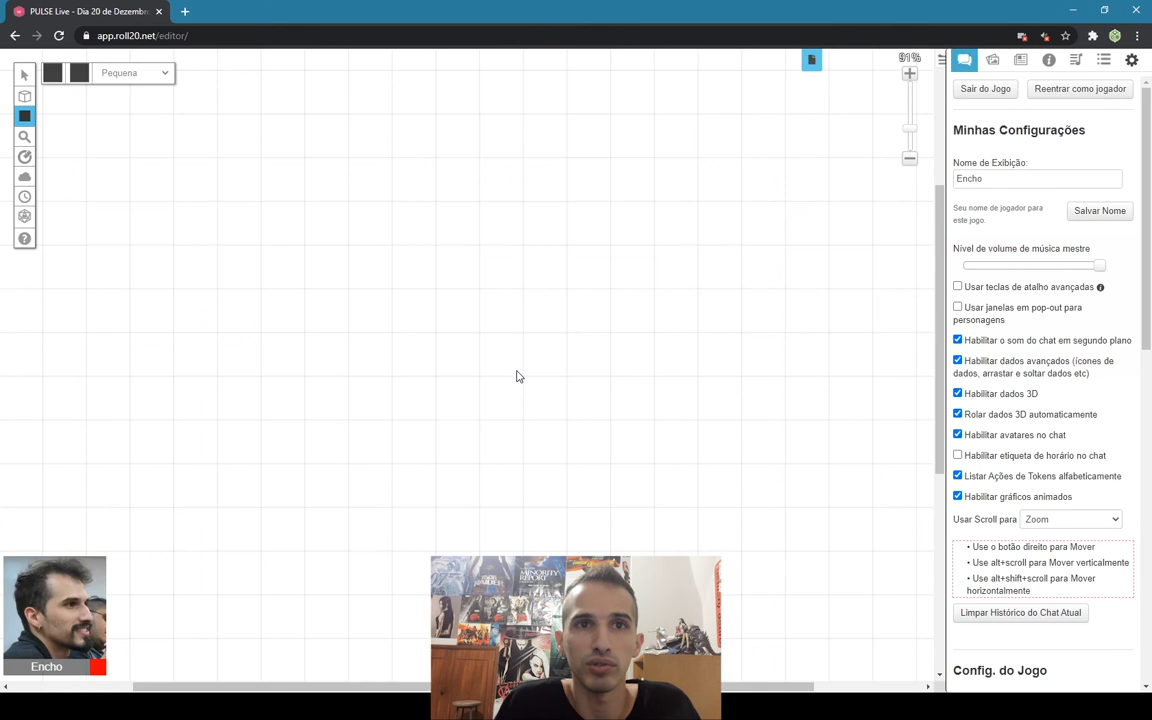 PULSE Live - Dia 20 de Dezembr
app.roll20.net/editor/
Pequena
91%
Sair do Jogo
Reentrar como jogador
Minhas Configurações
Nome de Exibição:
Encho
Seu nome de jogador para
este jogo.
Salvar Nome
Nível de volume de música mestre
Usar teclas de atalho avançadas
Usar janelas em pop-out para
personagens
Habilitar o som do chat em segundo plano
Habilitar dados avançados (ícones de
dados, arrastar e soltar dados etc)
Habilitar dados 3D
Rolar dados 3D automaticamente
Habilitar avatares no chat
Habilitar etiqueta de horário no chat
Listar Ações de Tokens alfabeticamente
Habilitar gráficos animados
Usar Scroll para
Zoom
• Use o botão direito para Mover
• Use alt+scroll para Mover verticalmente
• Use alt+shift+scroll para Mover
horizontalmente
Limpar Histórico do Chat Atual
Config. do Jogo
Encho
MINORITY
REPORT